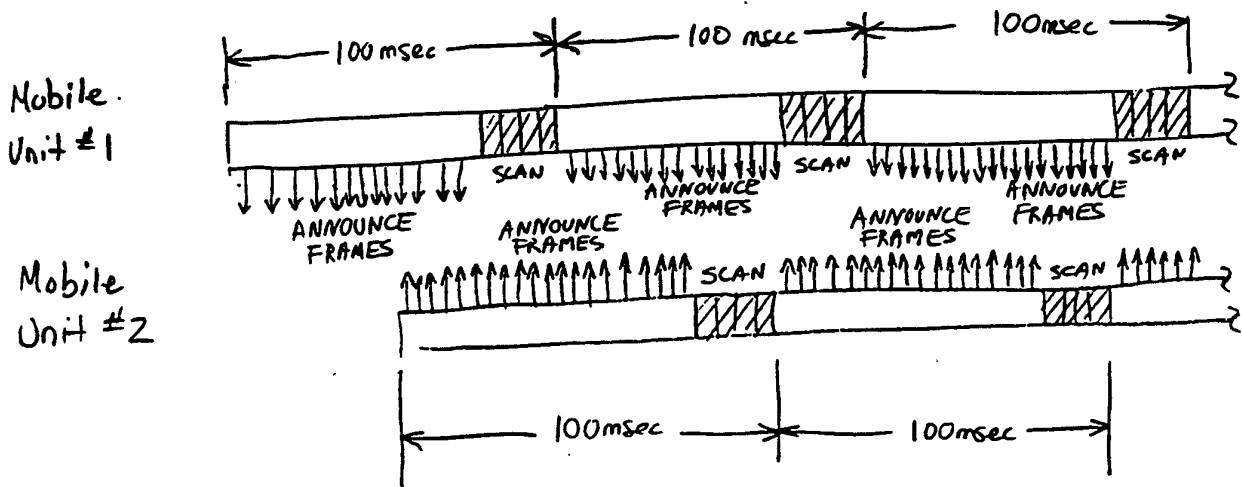 100 msec
100 msec
100msec
Mobile
Unit #1
SCAN
ANNOUNCE
FRAMES
SCAN
ANNOUNCE
FRAMES
SCAN
ANNOUNCE
FRAMES
ANNOUNCE
FRAMES
ANNOUNCE
FRAMES
Mobile
Unit #2
SCAN
SCAN
100msec
100msec